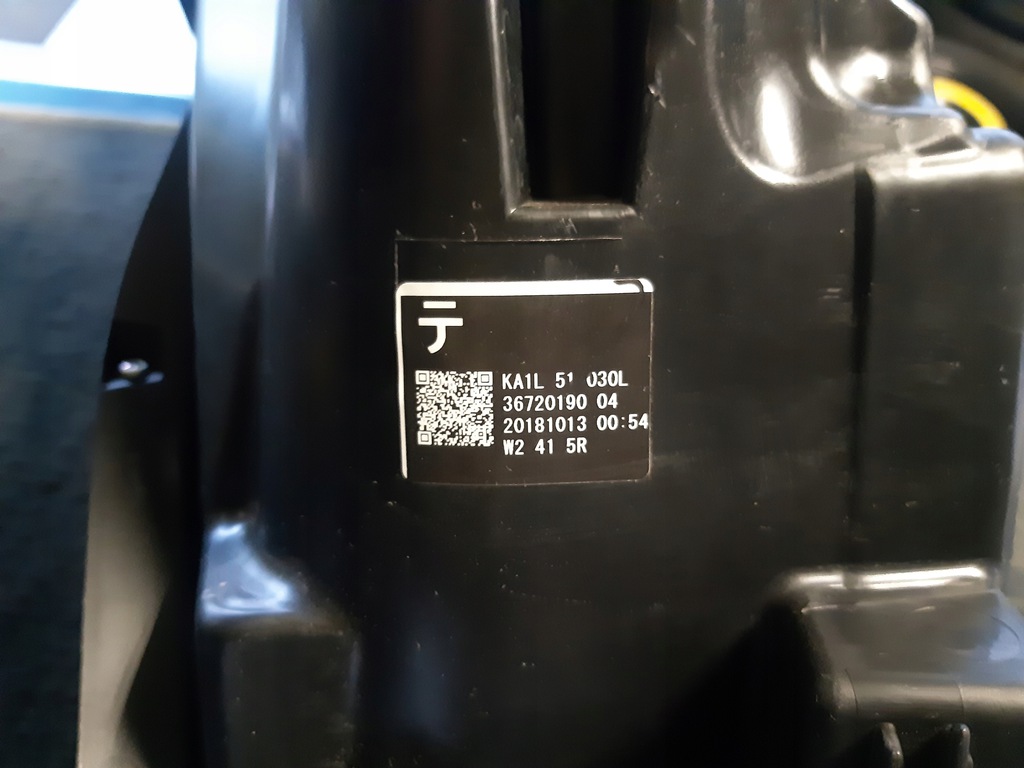 テ
KA1L 51 030L
36720190 04
20181013 00:54
W2 41 5R